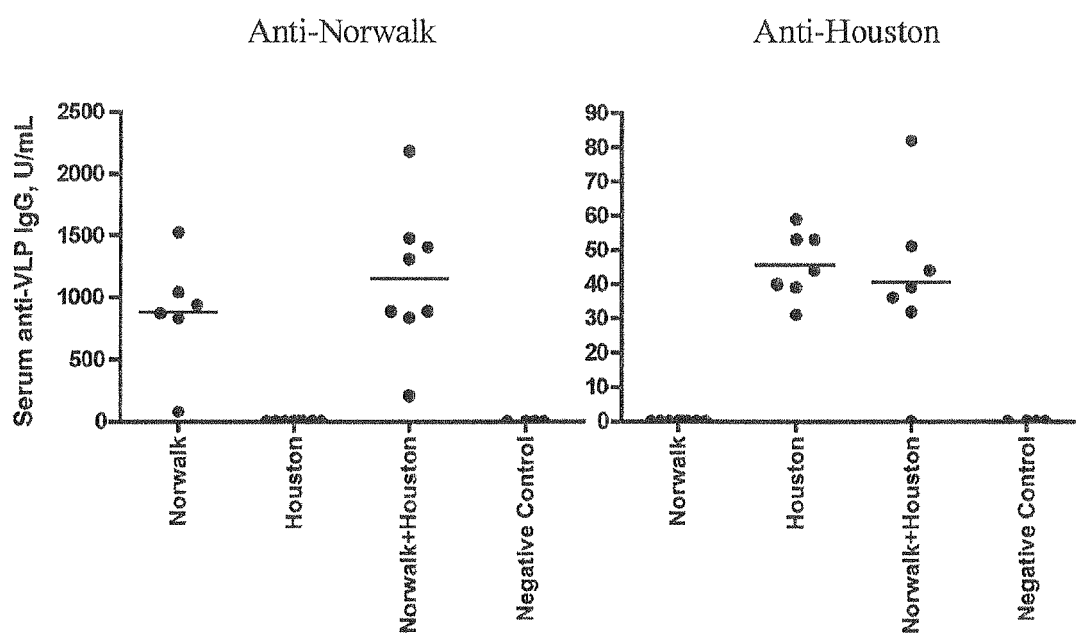 Anti-Norwalk
Anti-Houston
Serum anti-VLP IgG, U/mL
2500
2000
1500
1000
500
0
Norwalk
Houston
Norwalk+Houston
Negative Control
90
80
70
60
50
40
30
20
10
0
Norwalk
Houston
Norwalk+Houston
Negative Control